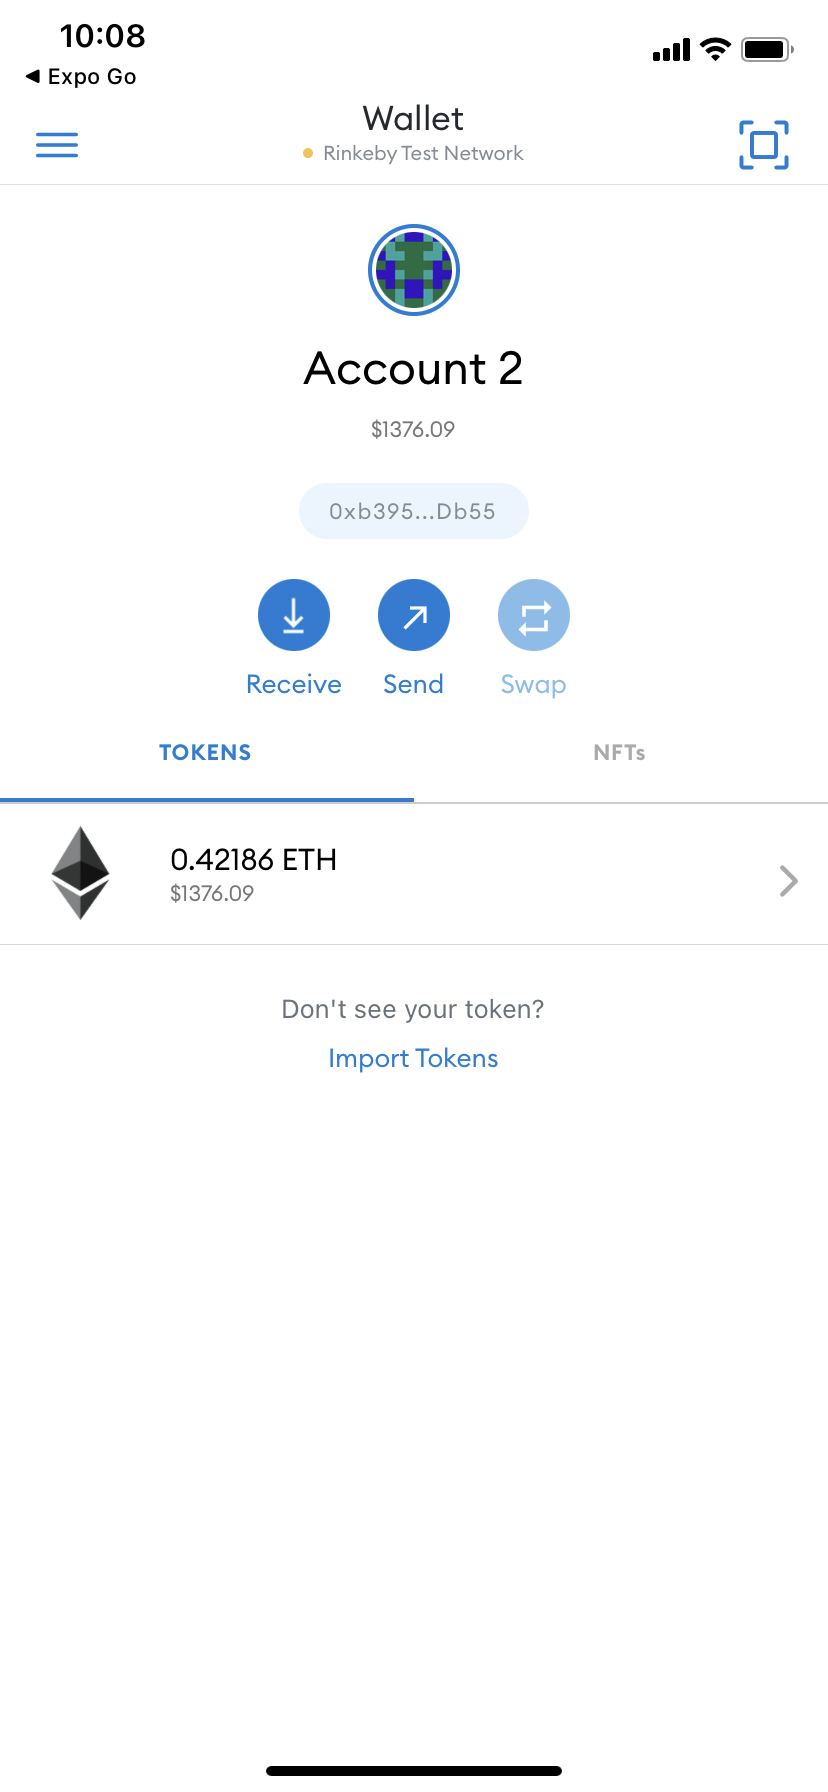 10:08
◀ Expo Go
Wallet
Rinkeby Test Network
Account 2
$1376.09
0xb395...Db55
Receive Send Swap
TOKENS NFTs
0.42186 ETH
$1376.09
Don't see your token?
Import Tokens